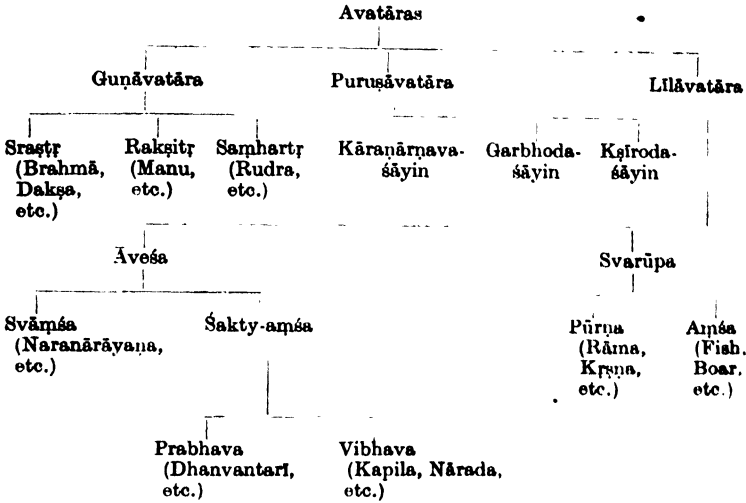 Avatāras
Guṇāvatāra Puruṣāvatāra Līlāvatāra
Sraṣṭṛ Rakṣitṛ Saṃhartṛ Kāraṇārṇava- Garbhoda- Kṣīroda-
(Brahmā, (Manu, (Rudra, śāyin śāyin śāyin
Dakṣa, etc.) etc.)
etc.)
Āveśa Svarūpa
Svāṃśa Śakty-aṃśa Pūrṇa Aṃśa
(Naranārāyaṇa, (Rāma, (Fish.
etc.) Kṛṣṇa, Boar,
etc.) etc.)
Prabhava Vibhava
(Dhanvantarī, (Kapila, Nārada,
etc.) etc.)